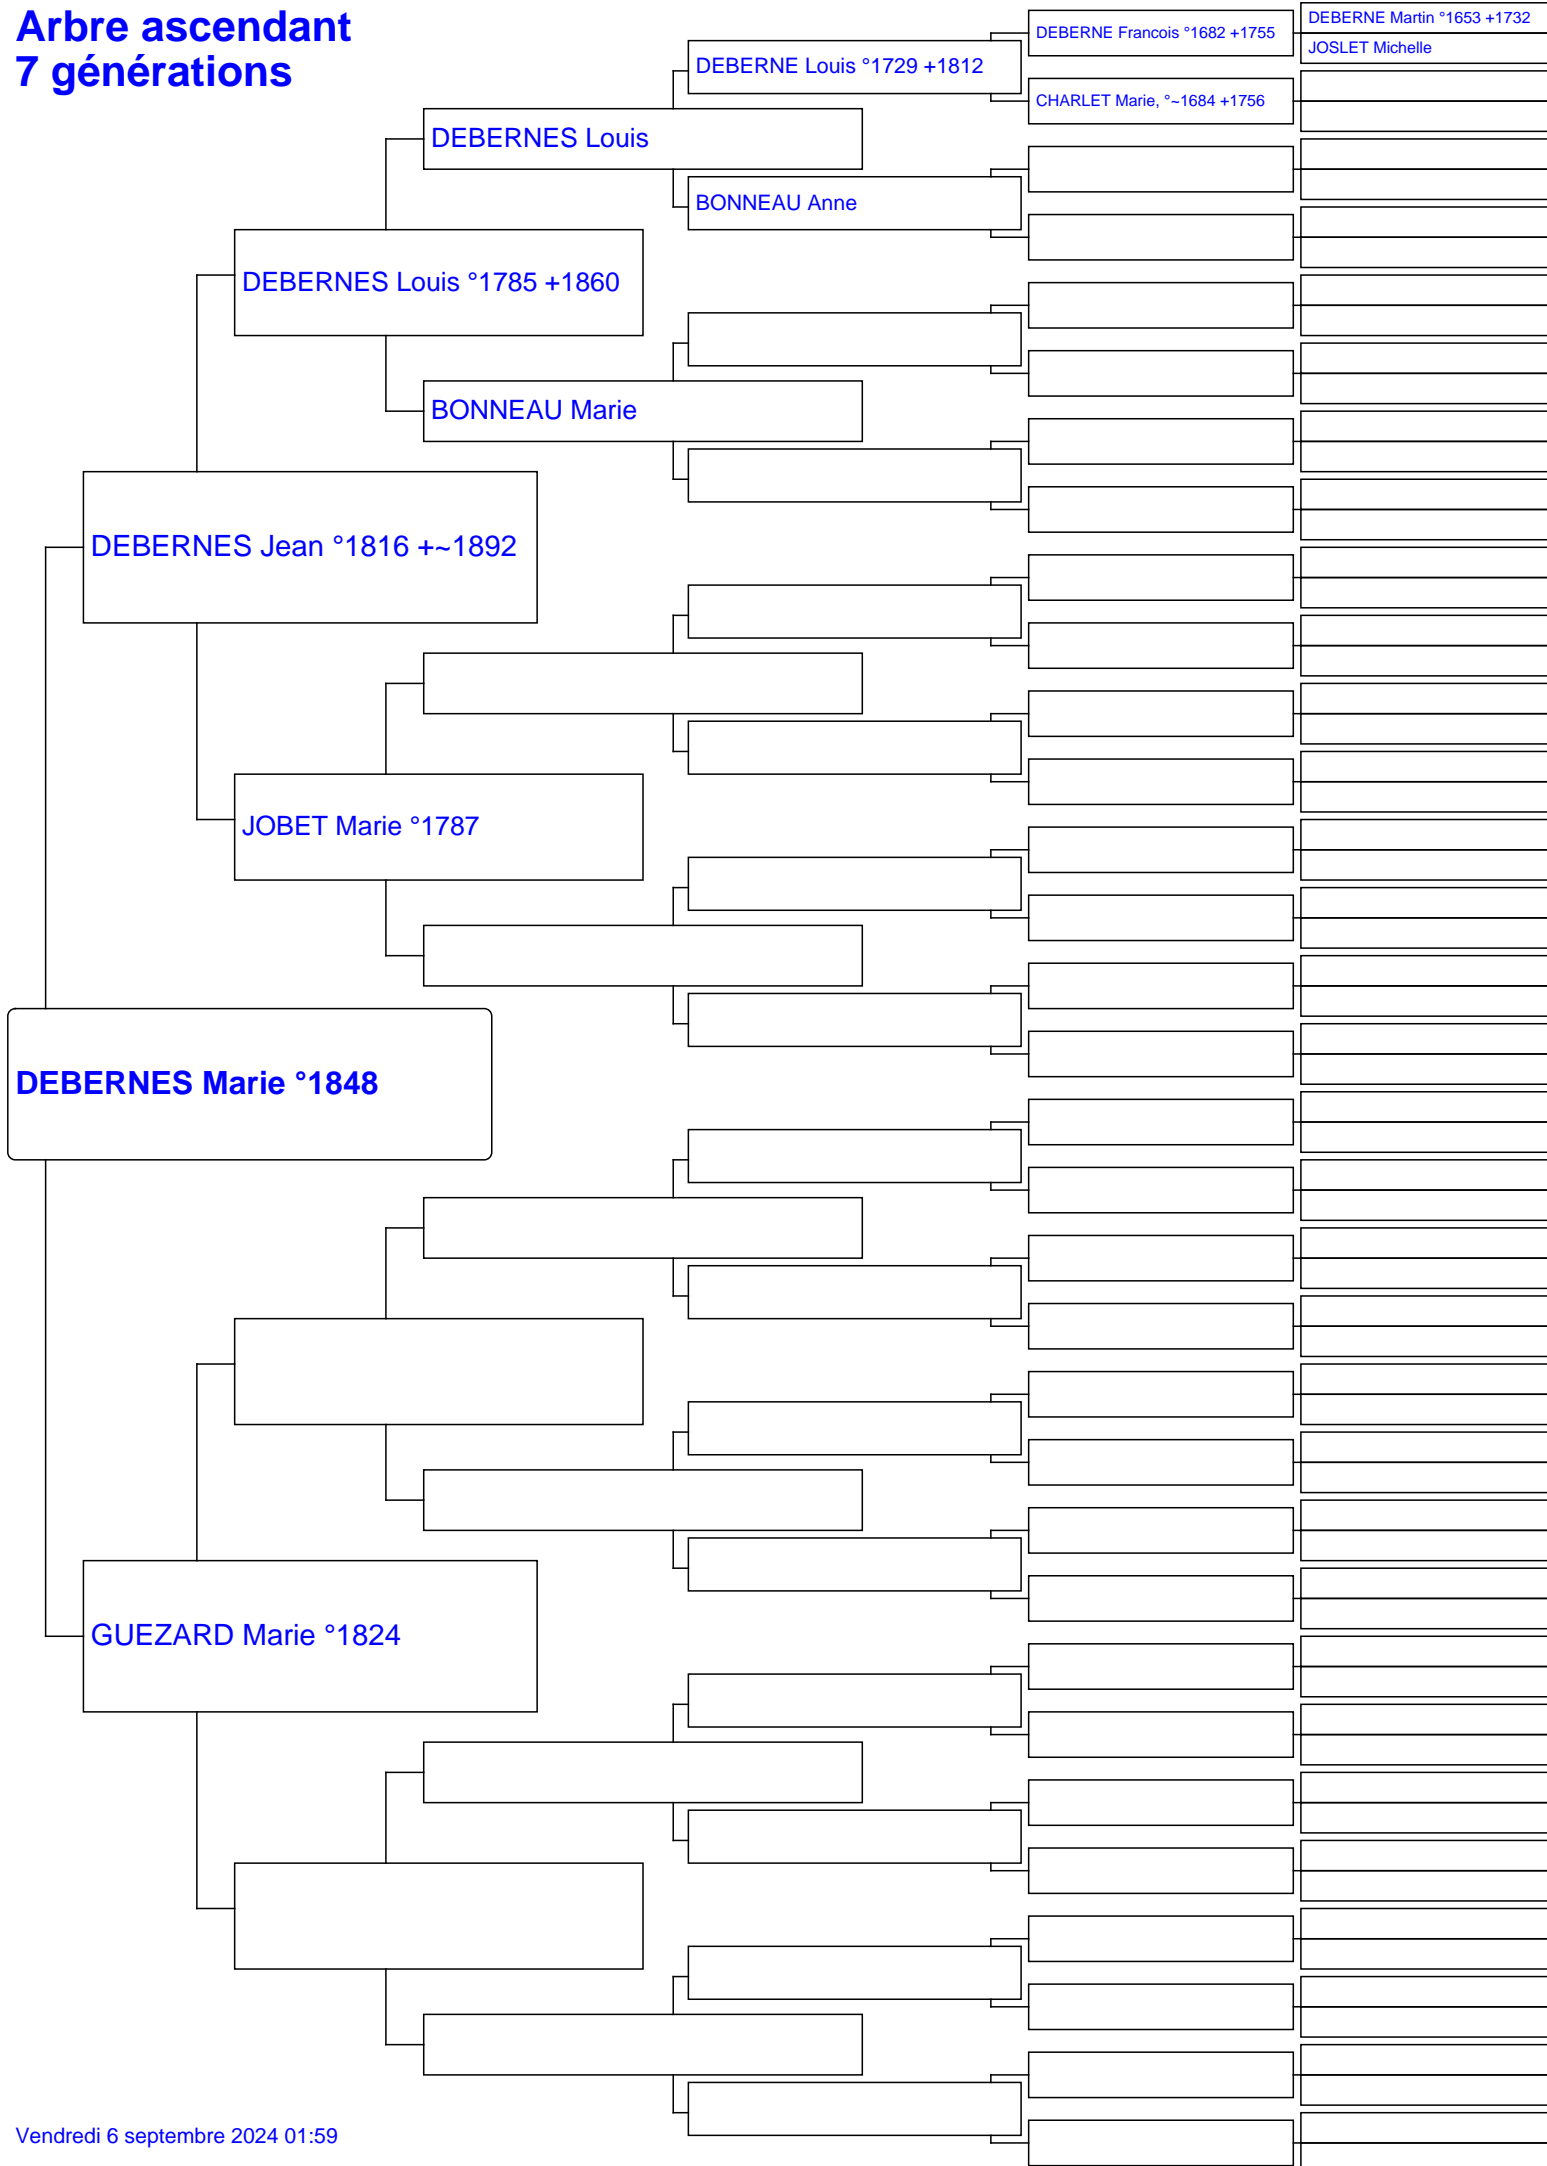 Arbre ascendant
7 générations
DEBERNE Martin °1653 +1732
DEBERNE Francois °1682 +1755
JOSLET Michelle
DEBERNE Louis °1729 +1812
CHARLET Marie, °~1684 +1756
DEBERNES Louis
BONNEAU Anne
DEBERNES Louis °1785 +1860
BONNEAU Marie
DEBERNES Jean °1816 +~1892
JOBET Marie °1787
DEBERNES Marie °1848
GUEZARD Marie °1824
Vendredi 6 septembre 2024 01:59